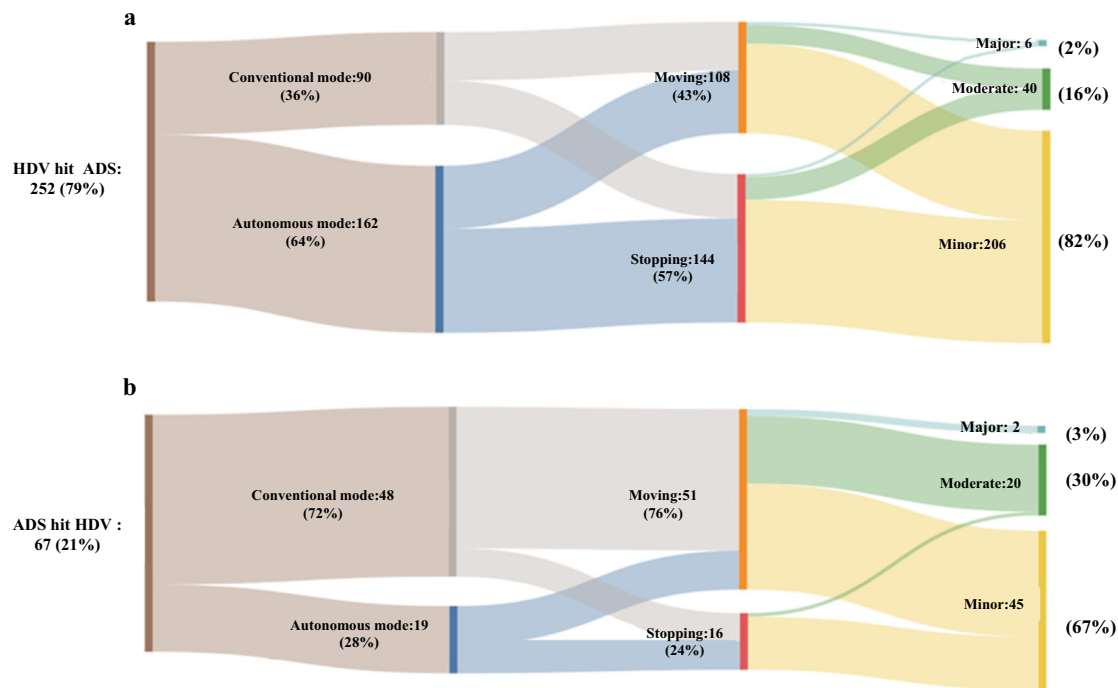 a
Conventional mode:90
(36%)
HDV hit ADS:
252 (79%)
Autonomous mode:162
(64%)
Moving:108
(43%)
Stopping:144
(57%)
Major: 6
(2%)
Moderate: 40
(16%)
Minor:206
(82%)
b
Conventional mode:48
(72%)
ADS hit HDV :
67 (21%)
Autonomous mode:19
(28%)
Moving:51
(76%)
Stopping:16
(24%)
Major: 2
(3%)
Moderate:20
(30%)
Minor:45
(67%)